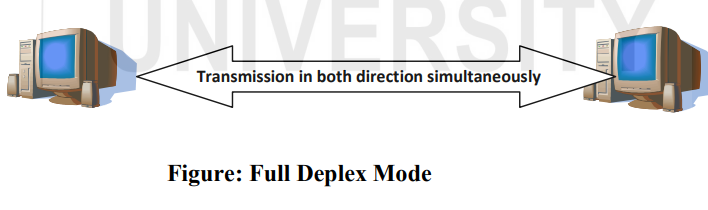 UNIVERSITY
Transmission in both direction simultaneously
Figure: Full Deplex Mode